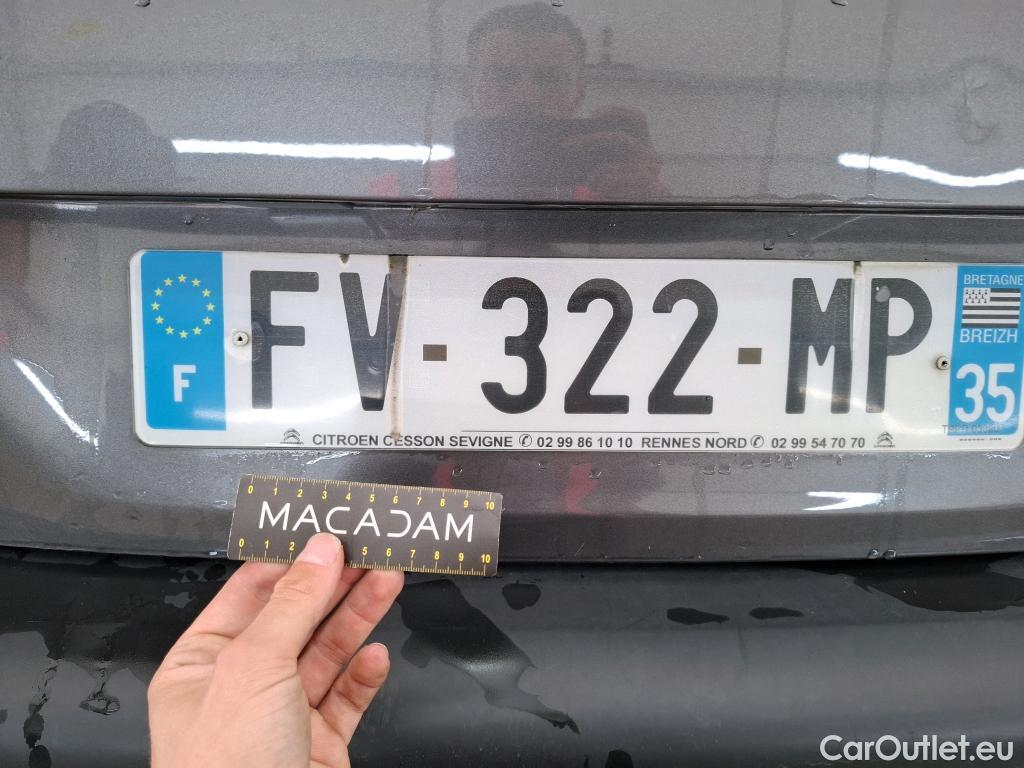 BRETAGNE
FV-322-MP
BREIZH
F
35
CITROEN CESSON SEVIGNE ✆ 02 99 86 10 10 RENNES NORD ✆ 02 99 54 70 70
0 1 2 3 4 5 6 7 8 9 10
MACADAM
0 1 2 4 5 6 7 8 9 10
CarOutlet.eu